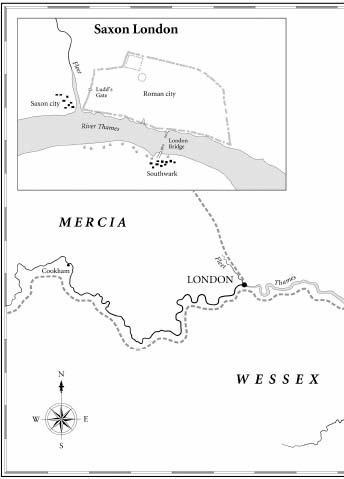 Saxon London
Fleet
Ludd's
Gate
Roman city
Saxon city
River Thames
London
Bridge
Southwark
MERCIA
Fleet
Cookham
LONDON
Thames
WESSEX
N
W
E
S